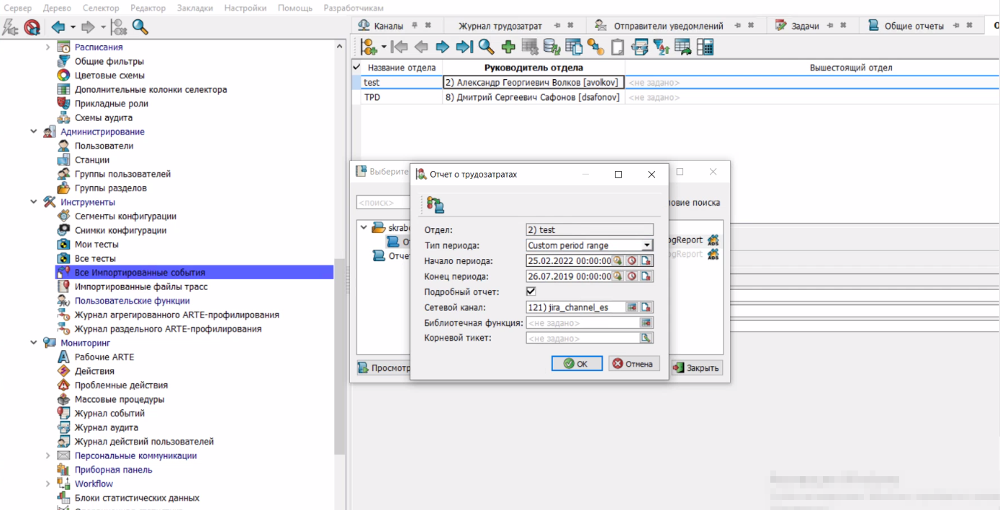 Сервер Дерево Селектор Редактор Закладки Настройки Помощь Разработчикам
Каналы Журнал трудозатрат Отправители уведомлений Задачи Общие отчеты
Расписания
Общие фильтры
Цветовые схемы
Дополнительные колонки селектора
Прикладные роли
Схемы аудита
Администрирование
Пользователи
Станции
Группы пользователей
Группы разделов
Инструменты
Сегменты конфигурации
Снимки конфигурации
Мои тесты
Все тесты
Все Импортированные события
Импортированные файлы трасс
Пользовательские функции
Журнал агрегированного ARTE-профилирования
Журнал раздельного ARTE-профилирования
Мониторинг
Рабочие ARTE
Действия
Проблемные действия
Массовые процедуры
Журнал событий
Журнал аудита
Журнал действий пользователей
Персональные коммуникации
Приборная панель
Workflow
Блоки статистических данных
Название отдела Руководитель отдела Вышестоящий отдел
test 2) Александр Георгиевич Волков [avolkov] <не задано>
TPD 8) Дмитрий Сергеевич Сафонов [dsafonov] <не задано>
Выберите
<поиск> ловие поиска
skrab
От ogReport
Отче ogReport
Просмотр Закрыть
Отчет о трудозатратах
Отдел: 2) test
Тип периода: Custom period range
Начало периода: 25.02.2022 00:00:00
Конец периода: 26.07.2019 00:00:00
Подробный отчет:
Сетевой канал: 121) jira_channel_es
Библиотечная функция: <не задано>
Корневой тикет: <не задано>
OK Отмена